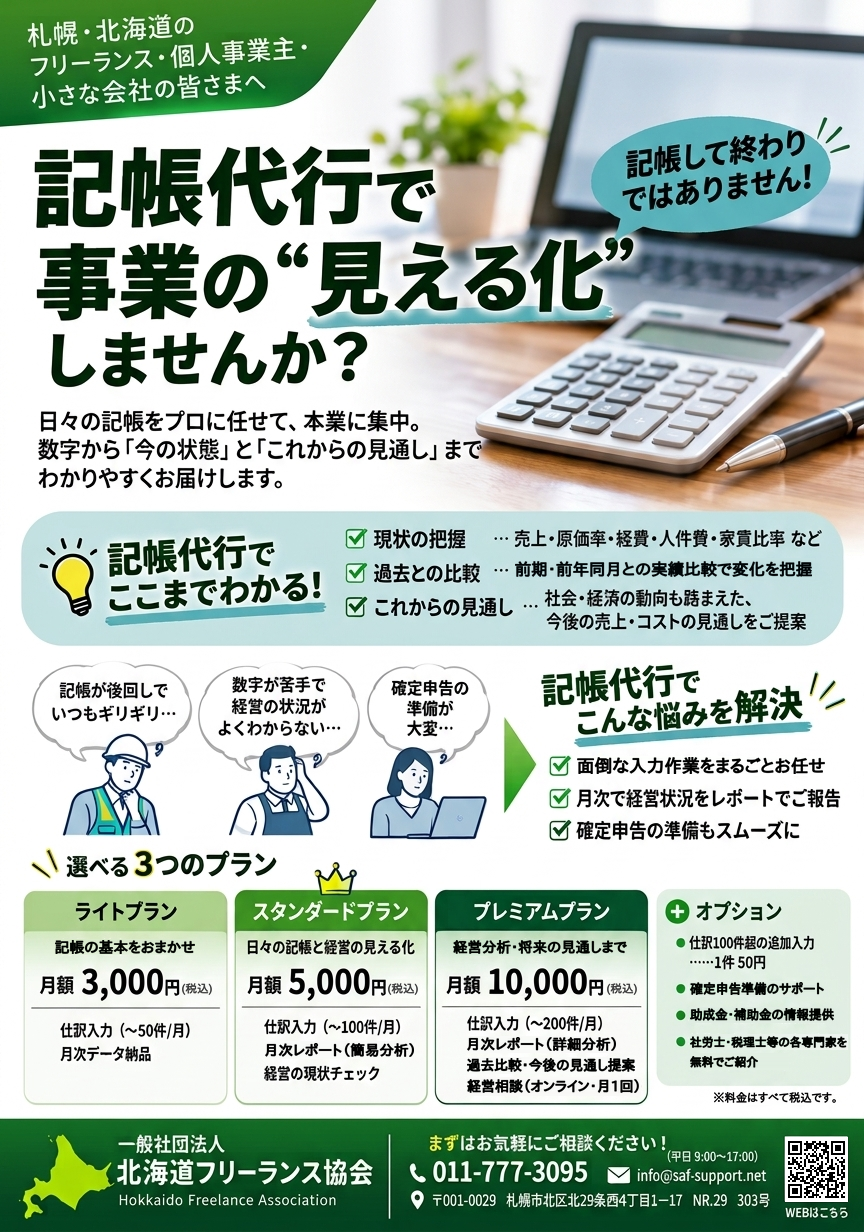 札幌・北海道の
フリーランス・個人事業主・
小さな会社の皆さまへ
記帳して終わり
ではありません!
記帳代行で
事業の“見える化”
しませんか?
日々の記帳をプロに任せて、本業に集中。
数字から「今の状態」と「これからの見通し」まで
わかりやすくお届けします。
記帳代行で
ここまでわかる!
現状の把握 … 売上・原価率・経費・人件費・家賃比率 など
過去との比較 … 前期・前年同月との実績比較で変化を把握
これからの見通し … 社会・経済の動向も踏まえた、
今後の売上・コストの見通しをご提案
記帳が後回しで
いつもギリギリ…
数字が苦手で
経営の状況が
よくわからない…
確定申告の
準備が
大変…
記帳代行で
こんな悩みを解決
面倒な入力作業をまるごとお任せ
月次で経営状況をレポートでご報告
確定申告の準備もスムーズに
選べる3つのプラン
ライトプラン
記帳の基本をおまかせ
月額 3,000円(税込)
仕訳入力(〜50件/月)
月次データ納品
スタンダードプラン
日々の記帳と経営の見える化
月額 5,000円(税込)
仕訳入力(〜100件/月)
月次レポート(簡易分析)
経営の現状チェック
プレミアムプラン
経営分析・将来の見通しまで
月額 10,000円(税込)
仕訳入力(〜200件/月)
月次レポート(詳細分析)
過去比較・今後の見通し提案
経営相談(オンライン・月1回)
オプション
仕訳100件超の追加入力
……1件 50円
確定申告準備のサポート
助成金・補助金の情報提供
社労士・税理士等の各専門家を
無料でご紹介
※料金はすべて税込です。
一般社団法人
北海道フリーランス協会
Hokkaido Freelance Association
まずはお気軽にご相談ください!
(平日 9:00〜17:00)
011-777-3095 info@saf-support.net
〒001-0029 札幌市北区北29条西4丁目1ー17 NR.29 303号
WEBはこちら